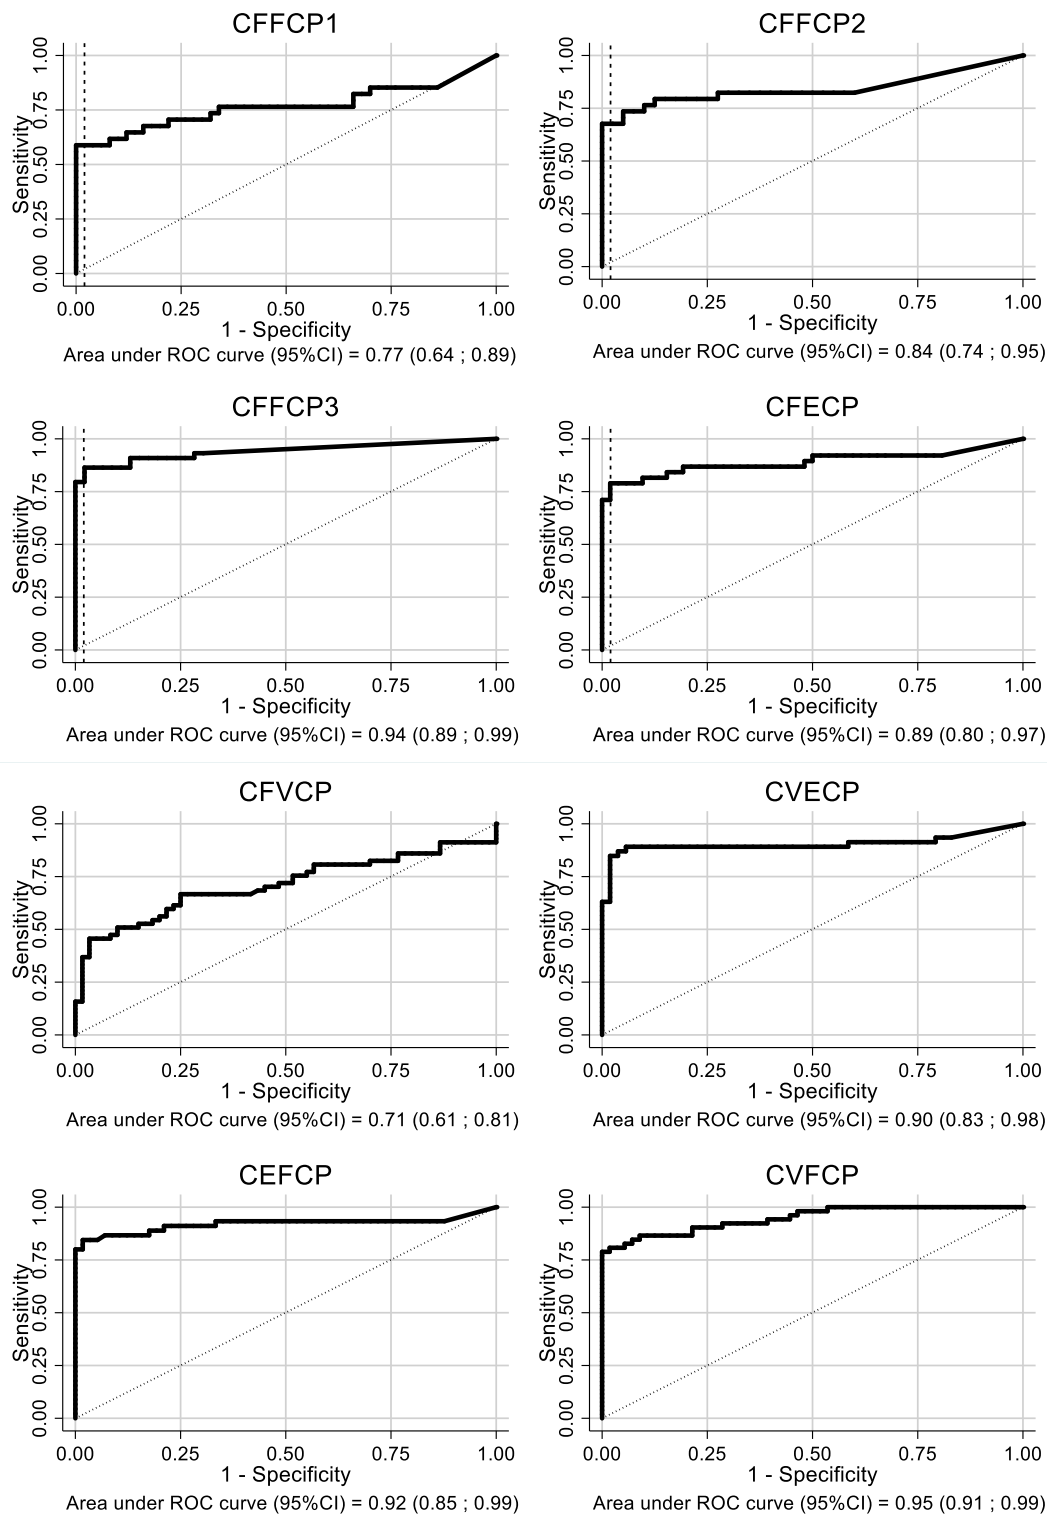 CFFCP1
Sensitivity
0.00 0.25 0.50 0.75 1.00
0.00 0.25 0.50 0.75 1.00
1 - Specificity
Area under ROC curve (95%CI) = 0.77 (0.64 ; 0.89)
CFFCP2
Sensitivity
0.00 0.25 0.50 0.75 1.00
0.00 0.25 0.50 0.75 1.00
1 - Specificity
Area under ROC curve (95%CI) = 0.84 (0.74 ; 0.95)
CFFCP3
Sensitivity
0.00 0.25 0.50 0.75 1.00
0.00 0.25 0.50 0.75 1.00
1 - Specificity
Area under ROC curve (95%CI) = 0.94 (0.89 ; 0.99)
CFECP
Sensitivity
0.00 0.25 0.50 0.75 1.00
0.00 0.25 0.50 0.75 1.00
1 - Specificity
Area under ROC curve (95%CI) = 0.89 (0.80 ; 0.97)
CFVCP
Sensitivity
0.00 0.25 0.50 0.75 1.00
0.00 0.25 0.50 0.75 1.00
1 - Specificity
Area under ROC curve (95%CI) = 0.71 (0.61 ; 0.81)
CVECP
Sensitivity
0.00 0.25 0.50 0.75 1.00
0.00 0.25 0.50 0.75 1.00
1 - Specificity
Area under ROC curve (95%CI) = 0.90 (0.83 ; 0.98)
CEFCP
Sensitivity
0.00 0.25 0.50 0.75 1.00
0.00 0.25 0.50 0.75 1.00
1 - Specificity
Area under ROC curve (95%CI) = 0.92 (0.85 ; 0.99)
CVFCP
Sensitivity
0.00 0.25 0.50 0.75 1.00
0.00 0.25 0.50 0.75 1.00
1 - Specificity
Area under ROC curve (95%CI) = 0.95 (0.91 ; 0.99)